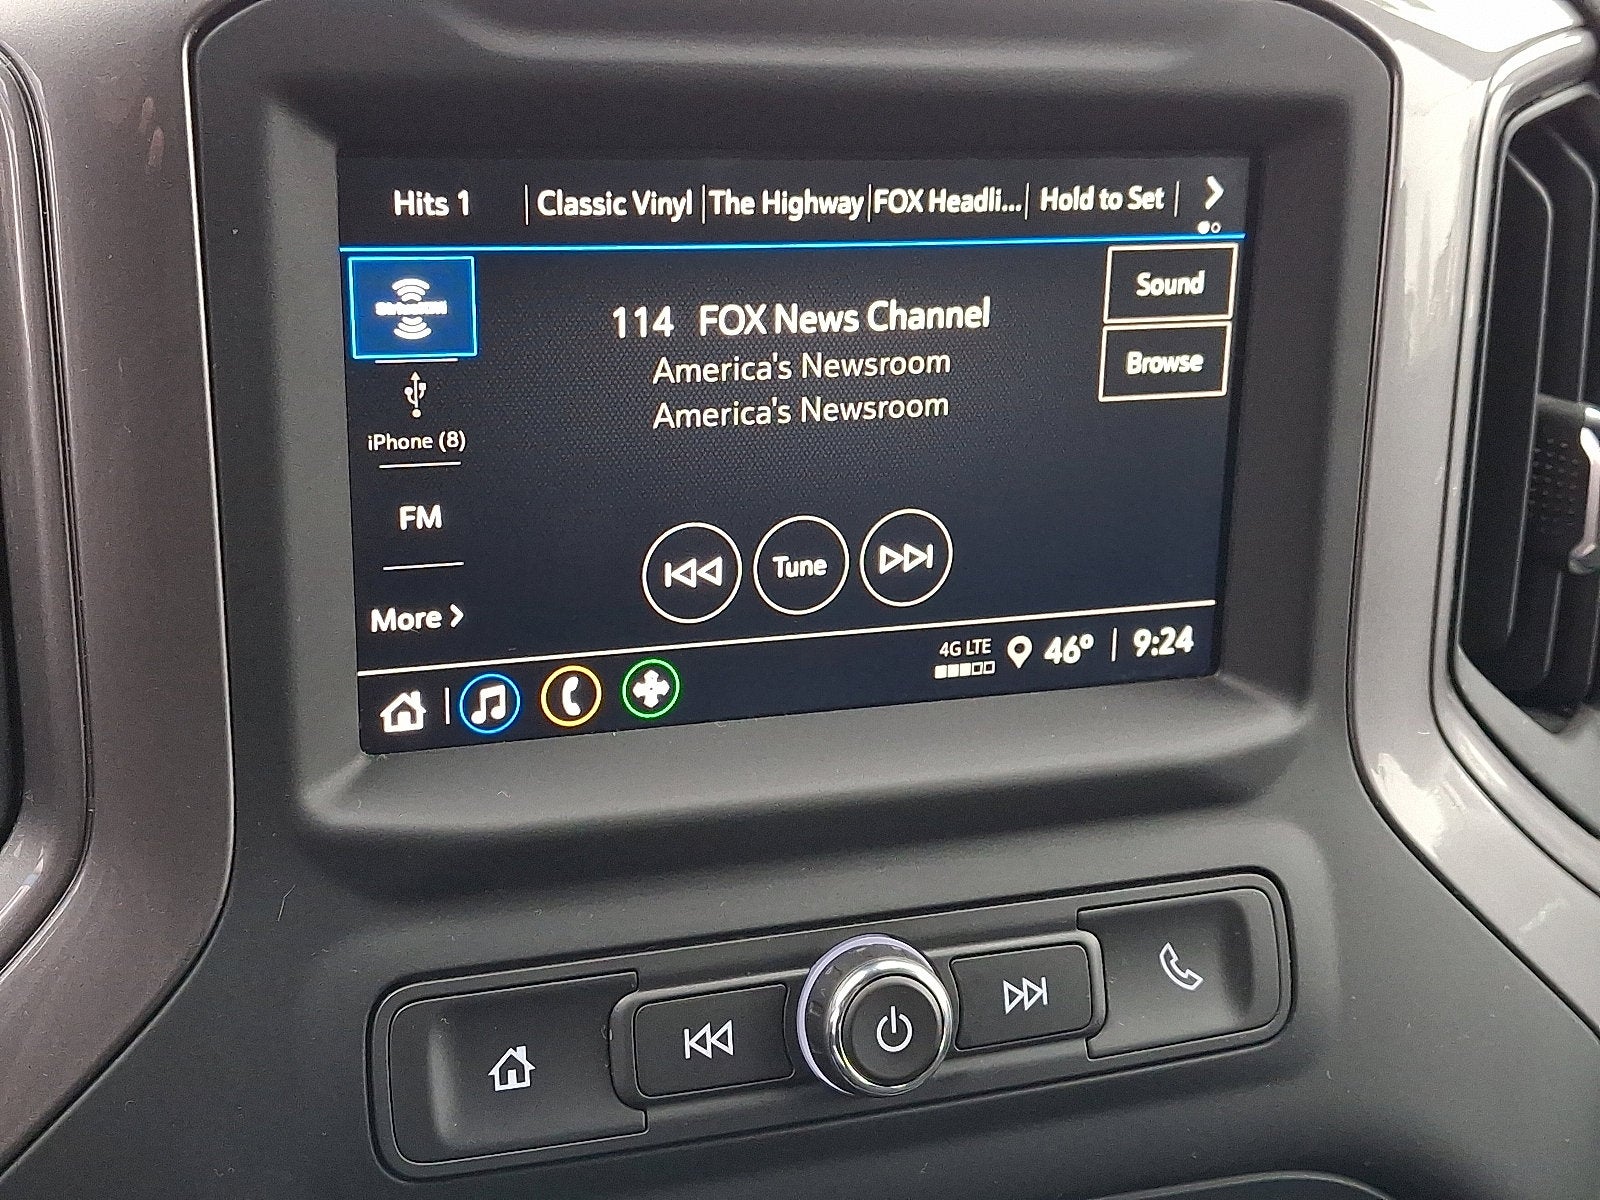 Hits 1 Classic Vinyl The Highway FOX Headli... Hold to Set
Sound
114 FOX News Channel
America's Newsroom
Browse
America's Newsroom
iPhone (8)
FM
Tune
More
4G LTE 46° 9:24